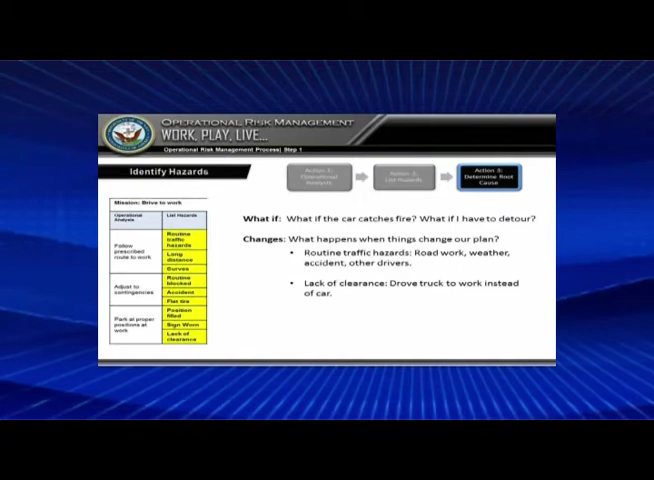 OPERATIONAL RISK MANAGEMENT
WORK, PLAY, LIVE...
Operational Risk Management Process| Step 1
Identify Hazards
Action 1:
Operational
Analysis
Action 2:
List Hazards
Action 3:
Determine Root
Cause
Mission: Drive to work
Operational
Analysis
List Hazards
Follow
prescribed
route to work
Routine
traffic
hazards
Long
distance
Curves
Adjust to
contingencies
Routine
blocked
Accident
Flat tire
Park at proper
positions at
work
Position
filled
Sign Worn
Lack of
clearance
What if: What if the car catches fire? What if I have to detour?
Changes: What happens when things change our plan?
• Routine traffic hazards: Road work, weather,
accident, other drivers.
• Lack of clearance: Drove truck to work instead
of car.